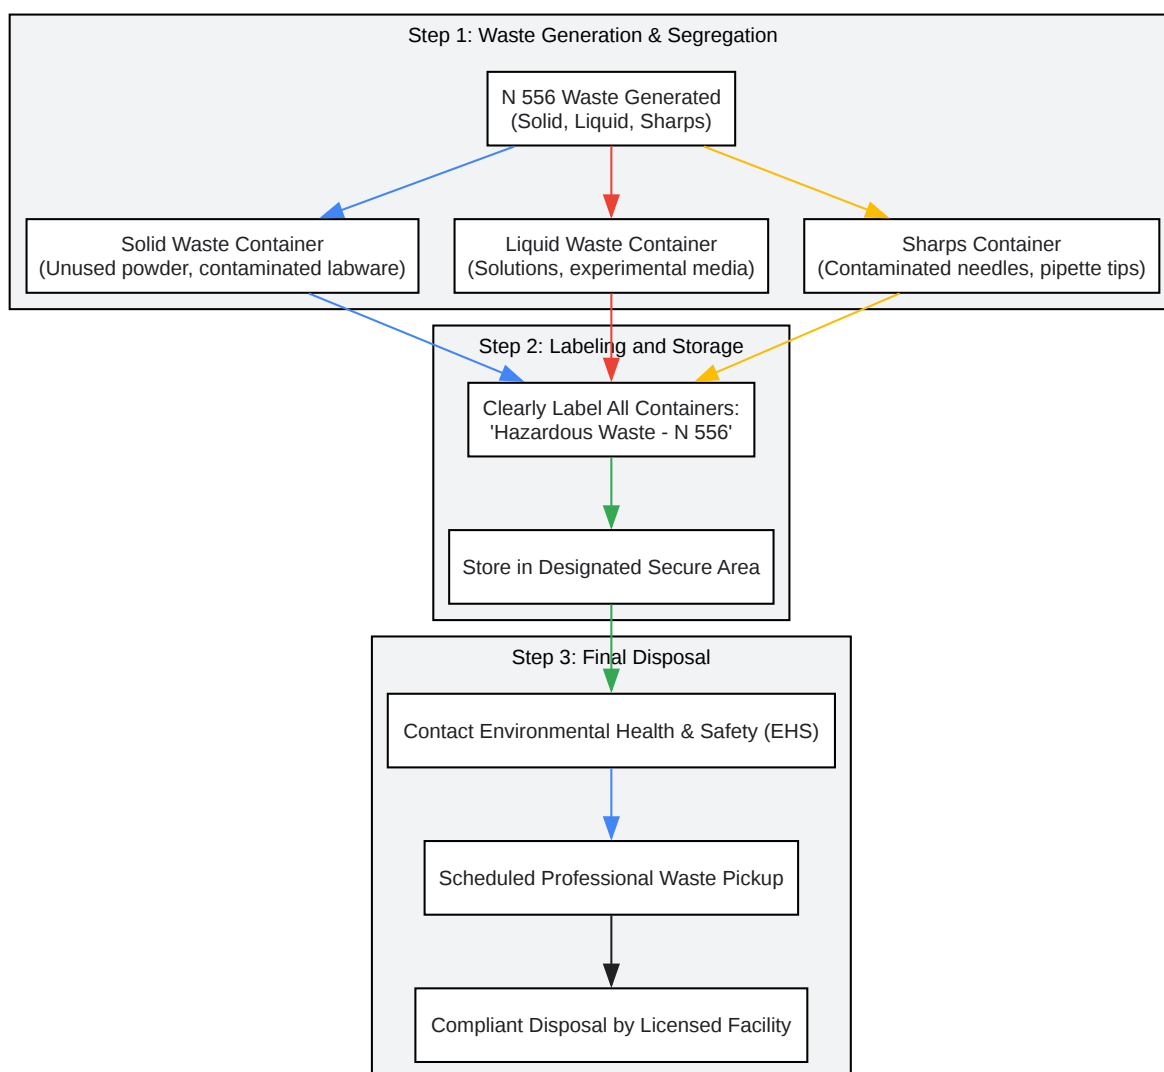 Step 1: Waste Generation & Segregation
N 556 Waste Generated
(Solid, Liquid, Sharps)
Solid Waste Container
(Unused powder, contaminated labware)
Liquid Waste Container
(Solutions, experimental media)
Sharps Container
(Contaminated needles, pipette tips)
Step 2: Labeling and Storage
Clearly Label All Containers:
'Hazardous Waste - N 556'
Store in Designated Secure Area
Step 3: Final Disposal
Contact Environmental Health & Safety (EHS)
Scheduled Professional Waste Pickup
Compliant Disposal by Licensed Facility